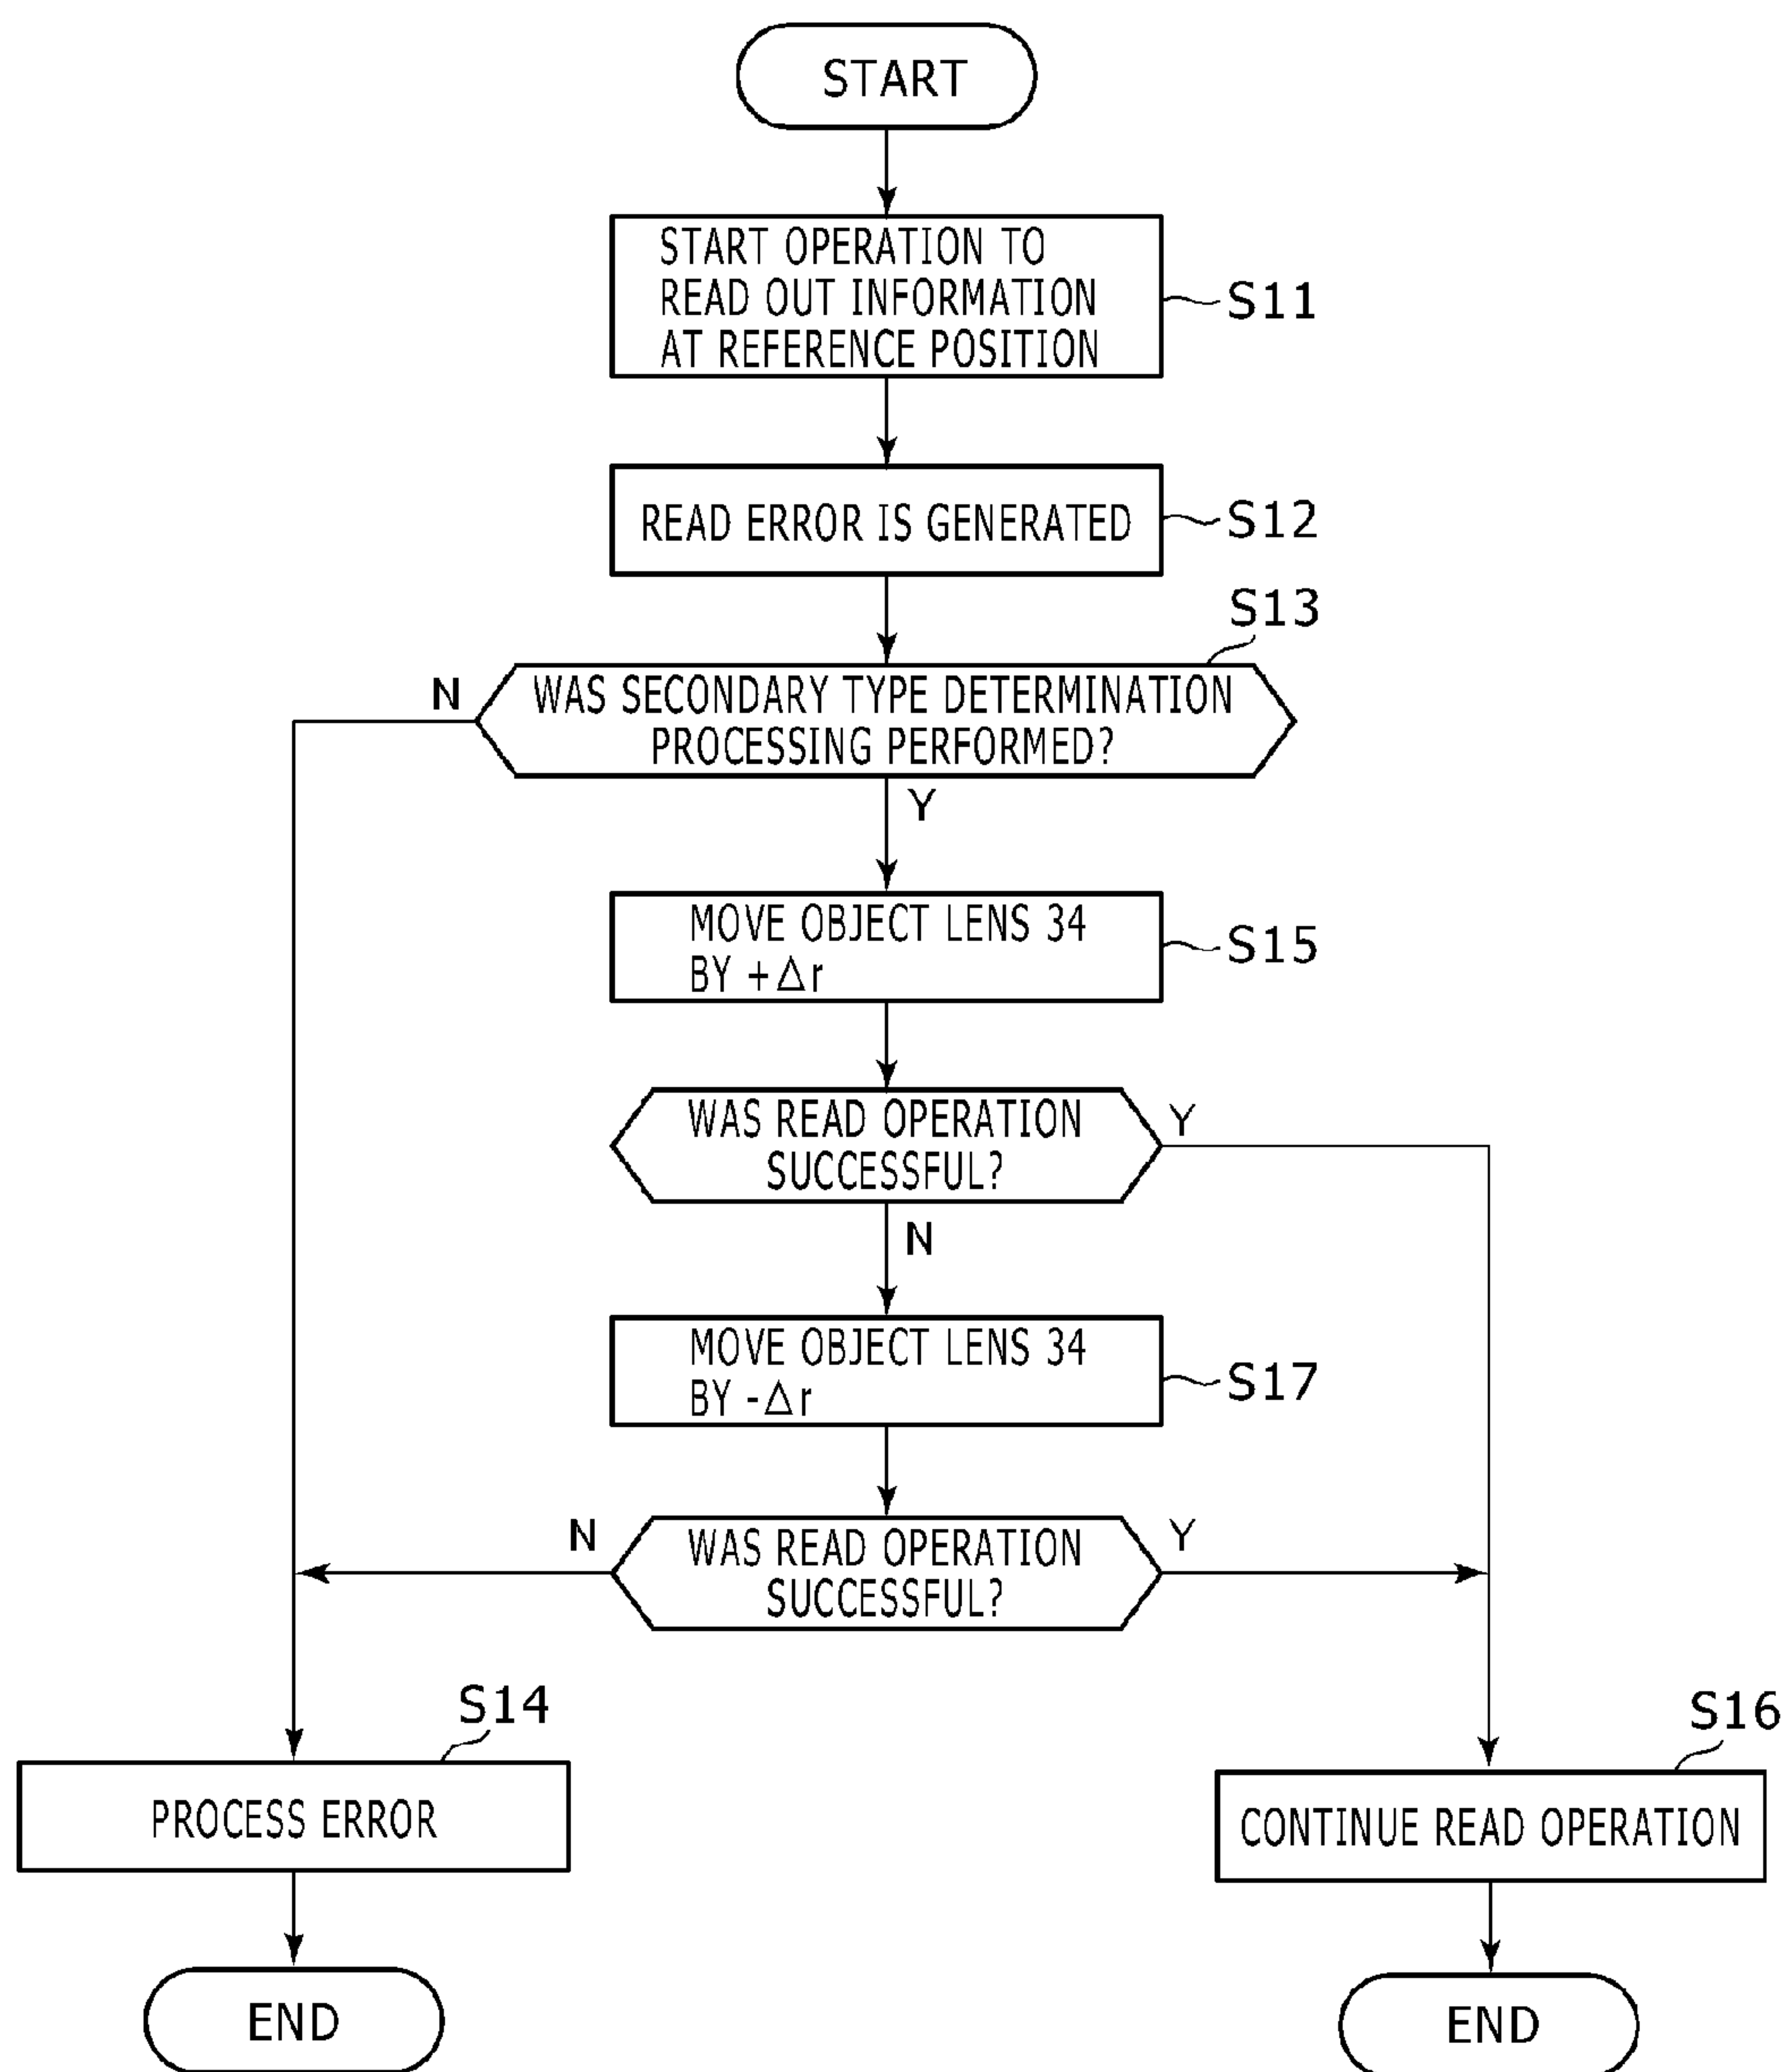 START
START OPERATION TO
READ OUT INFORMATION
AT REFERENCE POSITION
S11
READ ERROR IS GENERATED
S12
S13
N
WAS SECONDARY TYPE DETERMINATION
PROCESSING PERFORMED?
Y
MOVE OBJECT LENS 34
BY +Δr
S15
WAS READ OPERATION
SUCCESSFUL?
Y
N
MOVE OBJECT LENS 34
BY -Δr
S17
N
WAS READ OPERATION
SUCCESSFUL?
Y
S14
PROCESS ERROR
END
S16
CONTINUE READ OPERATION
END